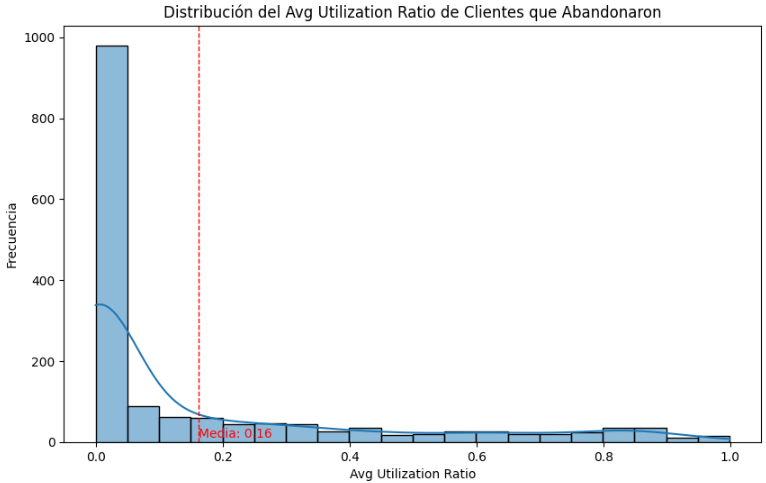 Distribución del Avg Utilization Ratio de Clientes que Abandonaron
1000
800
600
400
200
0
Frecuencia
Media: 0.16
0.0 0.2 0.4 0.6 0.8 1.0
Avg Utilization Ratio